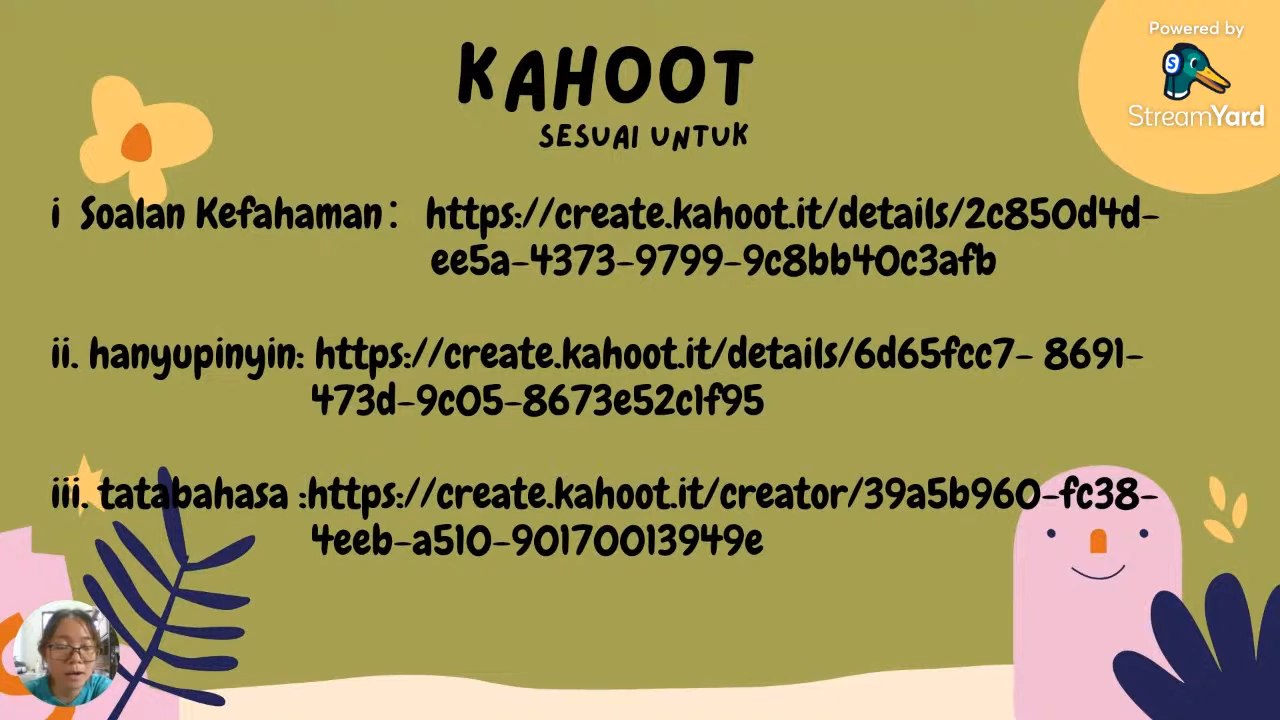 KAHOOT
SESUAI UNTUK
Powered by
StreamYard
i Soalan Kefahaman： https://create.kahoot.it/details/2c850d4d-
ee5a-4373-9799-9c8bb40c3afb
ii. hanyupinyin: https://create.kahoot.it/details/6d65fcc7- 8691-
473d-9c05-8673e52c1f95
iii. tatabahasa :https://create.kahoot.it/creator/39a5b960-fc38-
4eeb-a510-90170013949e